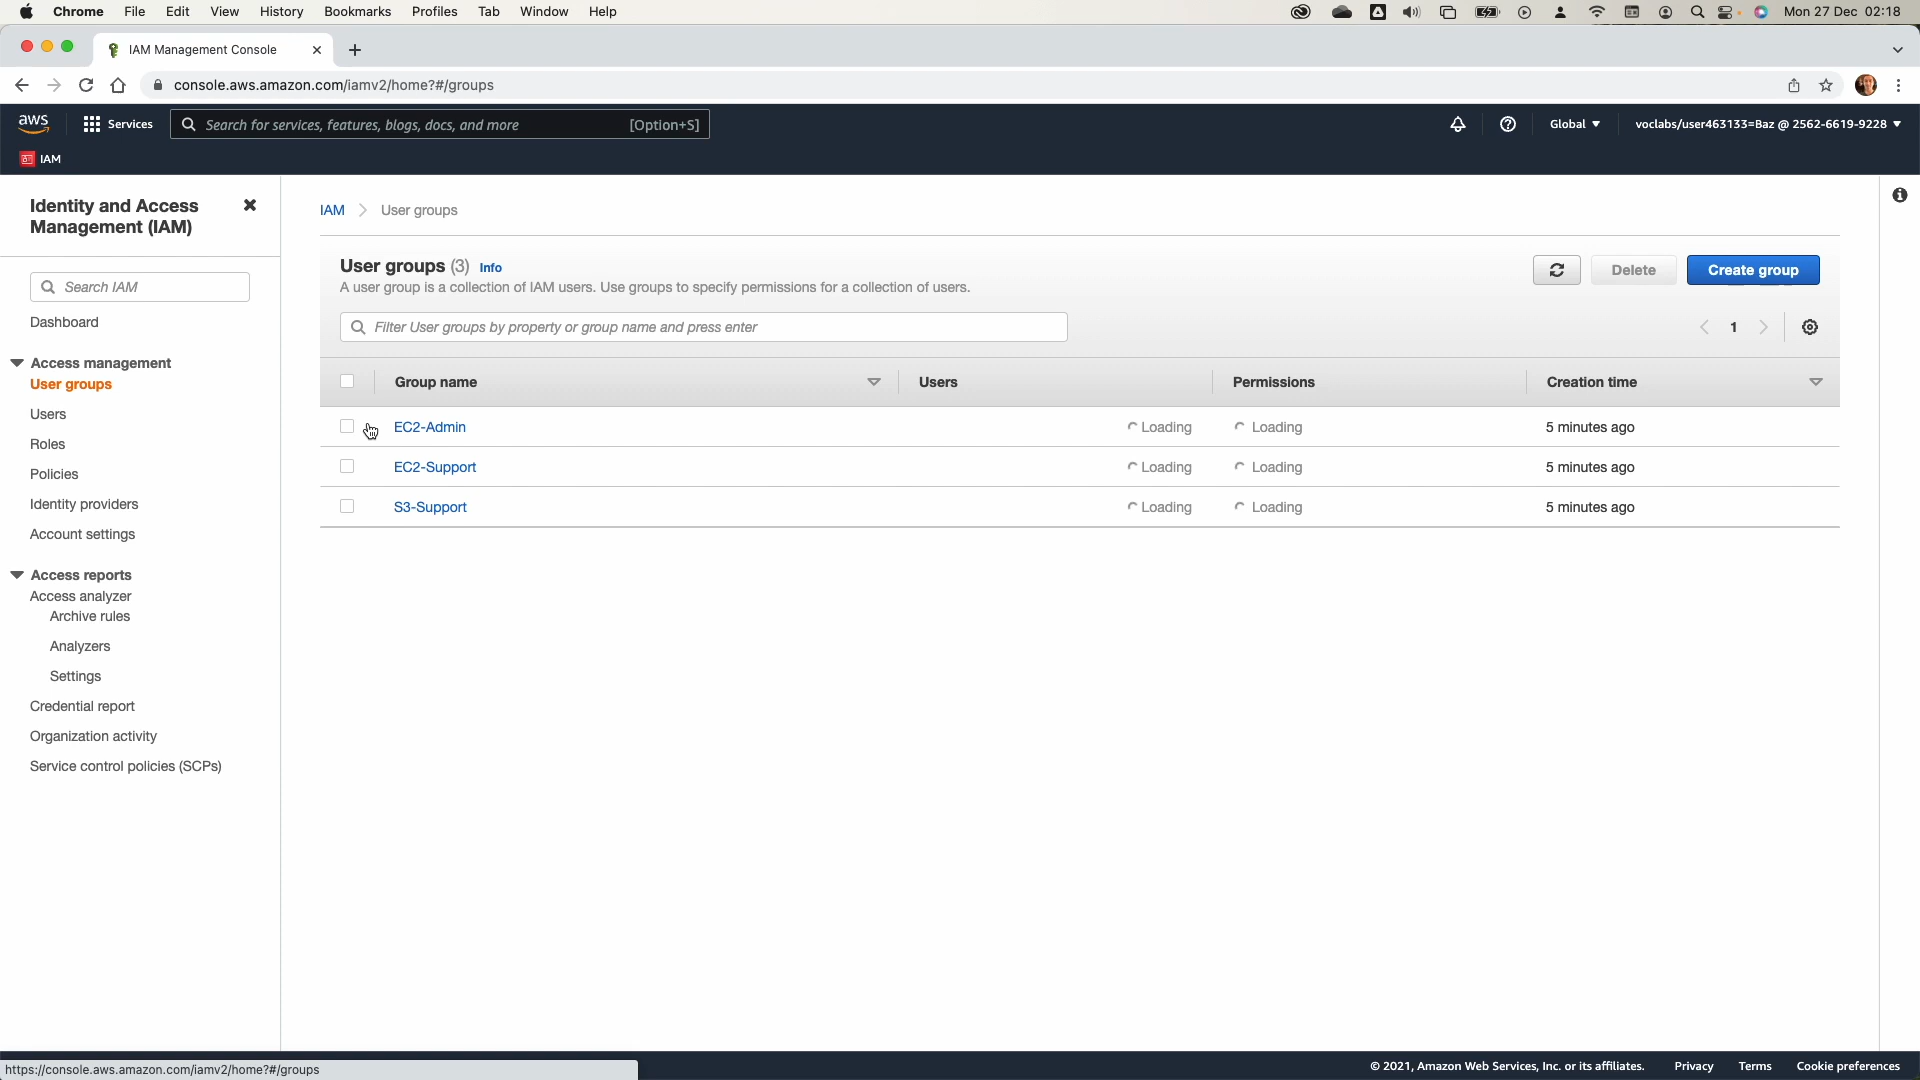 Chrome File Edit View History Bookmarks Profiles Tab Window Help Mon 27 Dec 02:18
IAM Management Console
console.aws.amazon.com/iamv2/home?#/groups
aws Services Search for services, features, blogs, docs, and more [Option+S] Global voclabs/user463133=Baz @ 2562-6619-9228
IAM
Identity and Access
Management (IAM)
Search IAM
Dashboard
Access management
User groups
Users
Roles
Policies
Identity providers
Account settings
Access reports
Access analyzer
Archive rules
Analyzers
Settings
Credential report
Organization activity
Service control policies (SCPs)
IAM User groups
User groups (3) Info
A user group is a collection of IAM users. Use groups to specify permissions for a collection of users.
Delete Create group
Filter User groups by property or group name and press enter
1
Group name Users Permissions Creation time
EC2-Admin Loading Loading 5 minutes ago
EC2-Support Loading Loading 5 minutes ago
S3-Support Loading Loading 5 minutes ago
https://console.aws.amazon.com/iamv2/home?#/groups
© 2021, Amazon Web Services, Inc. or its affiliates. Privacy Terms Cookie preferences